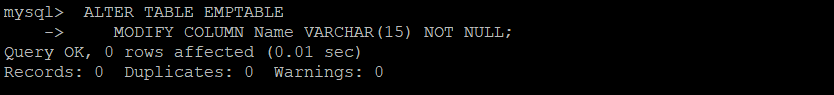 mysql>  ALTER TABLE EMPTABLE
    ->     MODIFY COLUMN Name VARCHAR(15) NOT NULL;
Query OK, 0 rows affected (0.01 sec)
Records: 0  Duplicates: 0  Warnings: 0